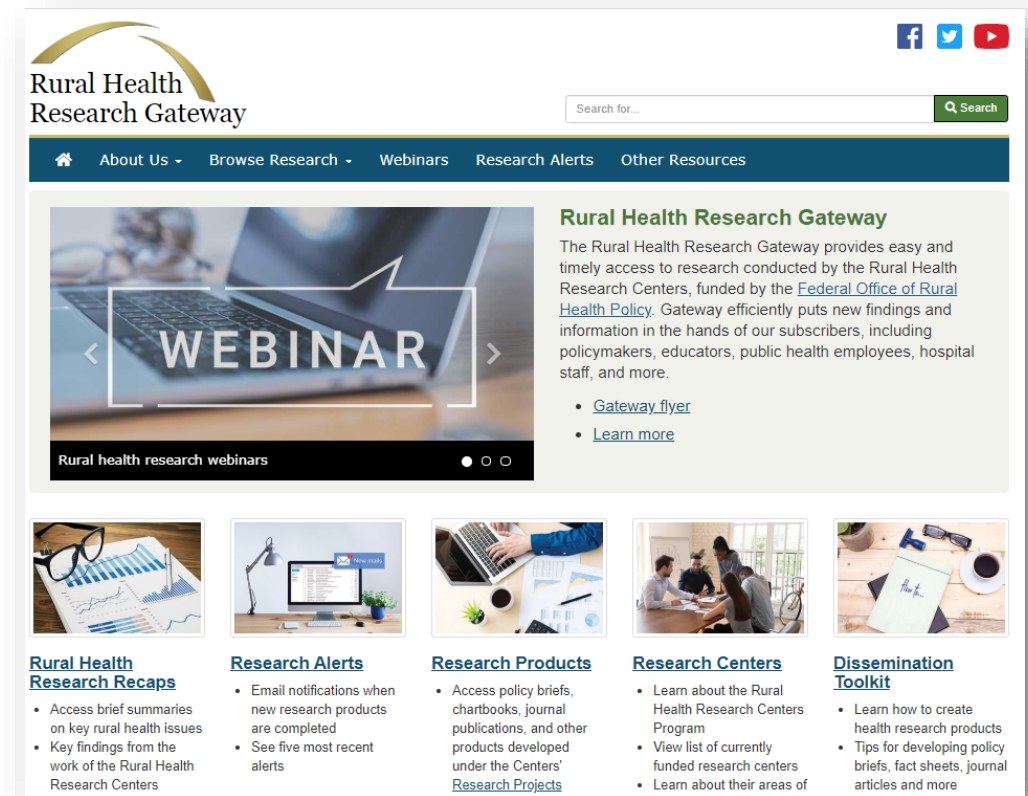 Rural Health
Research Gateway
Search for...
Search
About Us
Browse Research
Webinars
Research Alerts
Other Resources
WEBINAR
Rural health research webinars
Rural Health Research Gateway
The Rural Health Research Gateway provides easy and
timely access to research conducted by the Rural Health
Research Centers, funded by the Federal Office of Rural
Health Policy. Gateway efficiently puts new findings and
information in the hands of our subscribers, including
policymakers, educators, public health employees, hospital
staff, and more.
• Gateway flyer
• Learn more
New mails
How to...
Rural Health
Research Recaps
• Access brief summaries
on key rural health issues
• Key findings from the
work of the Rural Health
Research Centers
Research Alerts
• Email notifications when
new research products
are completed
• See five most recent
alerts
Research Products
• Access policy briefs,
chartbooks, journal
publications, and other
products developed
under the Centers'
Research Projects
Research Centers
• Learn about the Rural
Health Research Centers
Program
• View list of currently
funded research centers
• Learn about their areas of
Dissemination
Toolkit
• Learn how to create
health research products
• Tips for developing policy
briefs, fact sheets, journal
articles and more